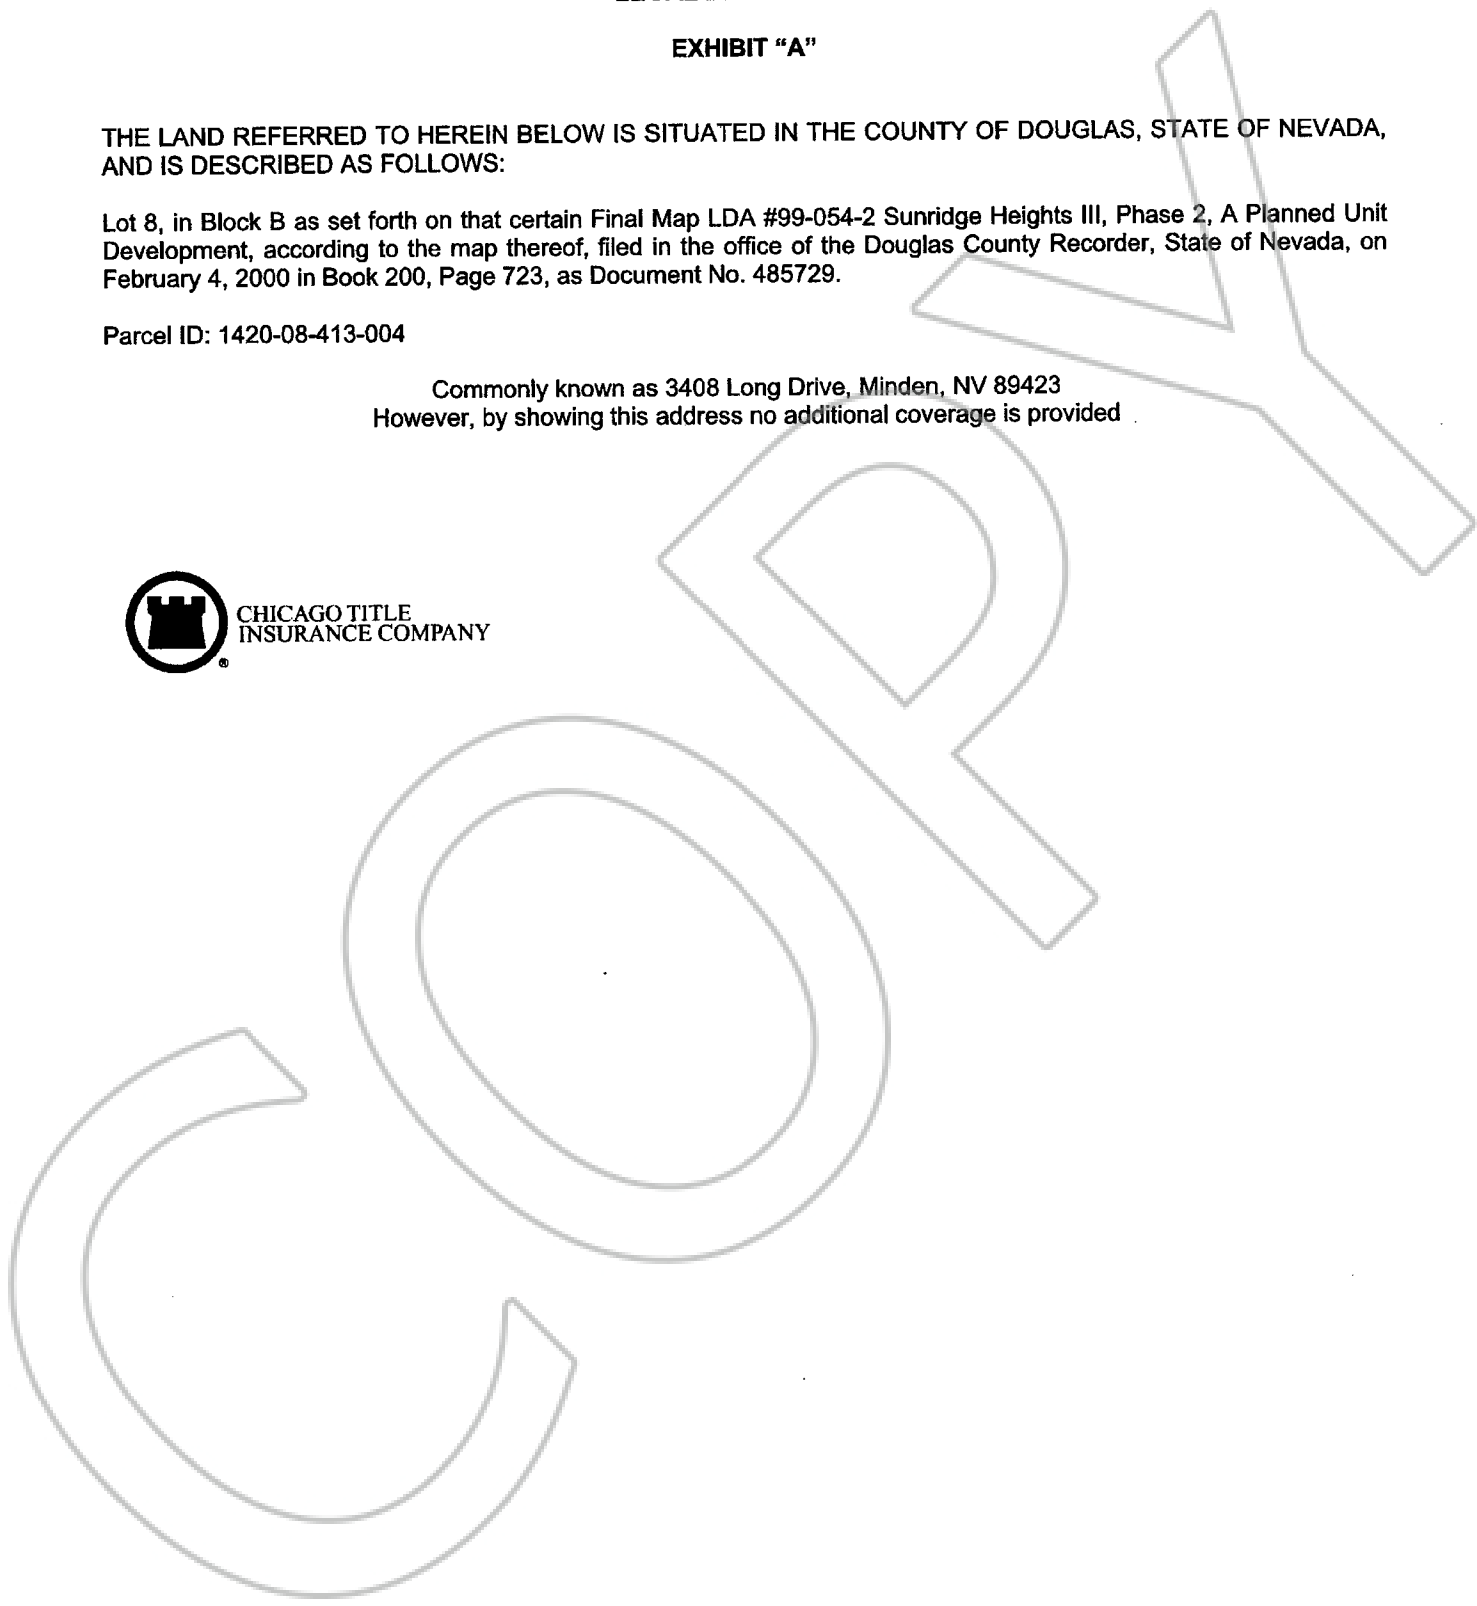 EXHIBIT “A”
THE LAND REFERRED TO HEREIN BELOW IS SITUATED IN THE COUNTY OF DOUGLAS, STATE OF NEVADA,
AND IS DESCRIBED AS FOLLOWS:
Lot 8, in Block B as set forth on that certain Final Map LDA #99-054-2 Sunridge Heights III, Phase 2, A Planned Unit
Development, according to the map thereof, filed in the office of the Douglas County Recorder, State of Nevada, on
February 4, 2000 in Book 200, Page 723, as Document No. 485729.
Parcel ID: 1420-08-413-004
Commonly known as 3408 Long Drive, Minden, NV 89423
However, by showing this address no additional coverage is provided
CHICAGO TITLE
INSURANCE COMPANY
®
COPY